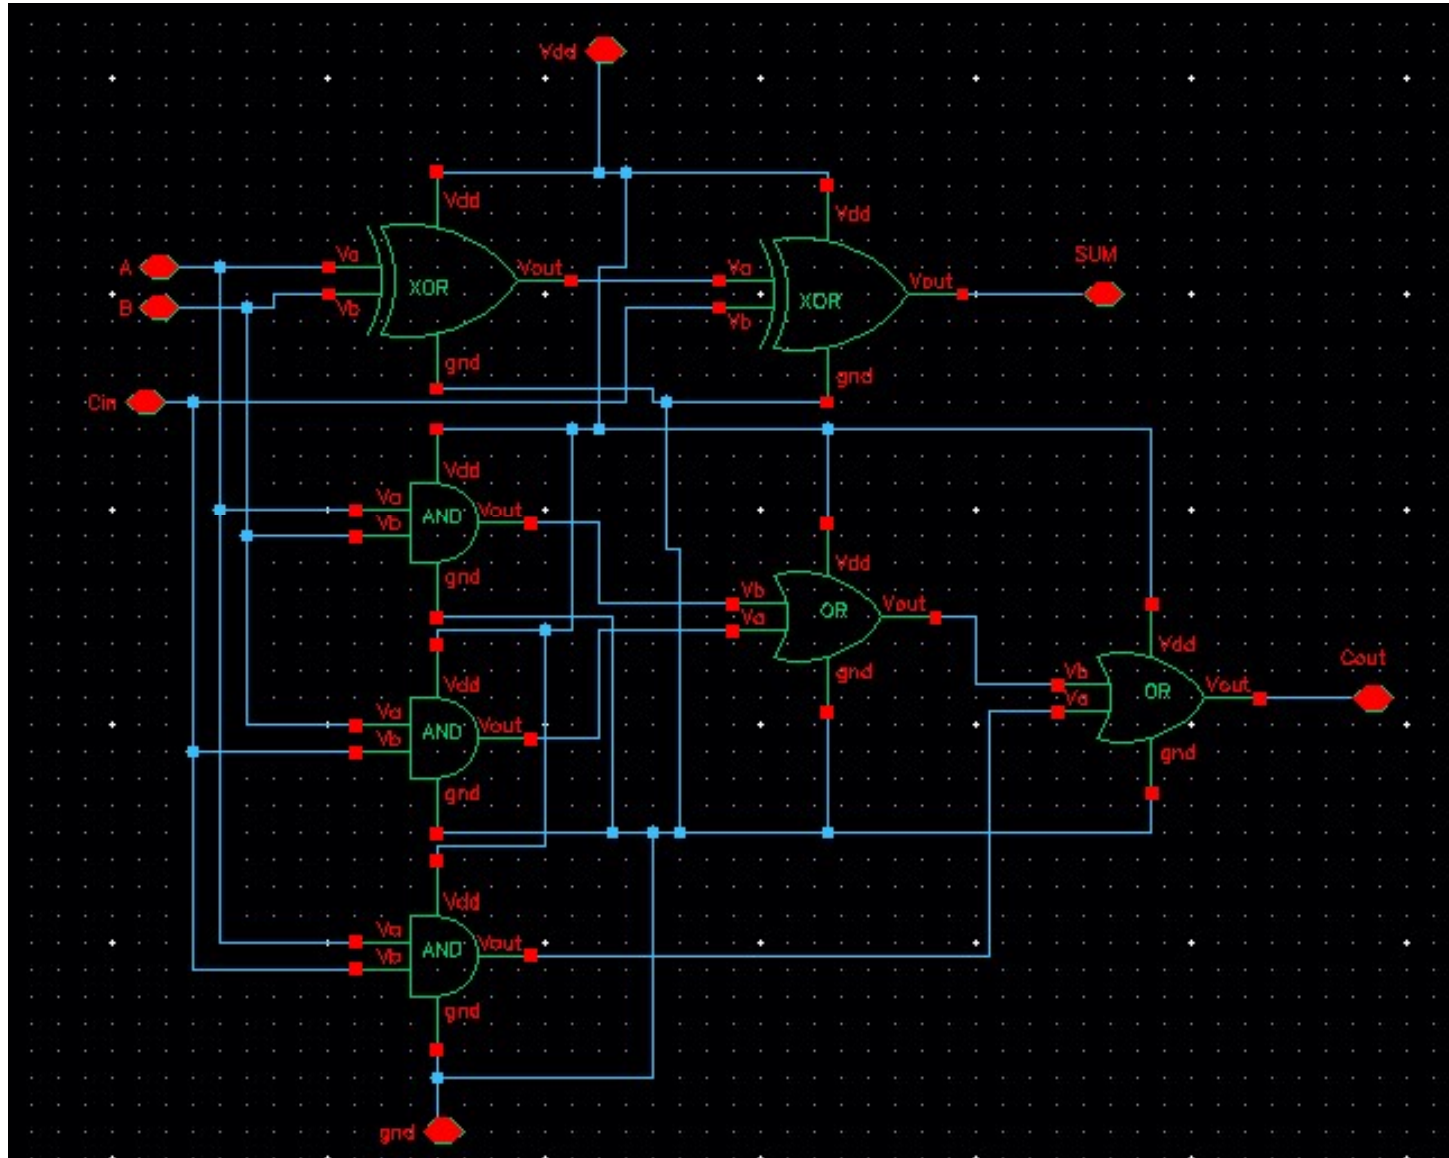 Vdd
Vdd
Vdd
A
Va
XOR
Vout
Va
XOR
Vout
SUM
B
Vb
Vb
gnd
gnd
Cin
Vdd
Va
AND
Vout
Vb
gnd
Vdd
Vb
OR
Vout
Va
gnd
Vdd
Va
AND
Vout
Vb
gnd
Vdd
Vb
OR
Vout
Cout
Va
gnd
Vdd
Va
AND
Vout
Vb
gnd
gnd